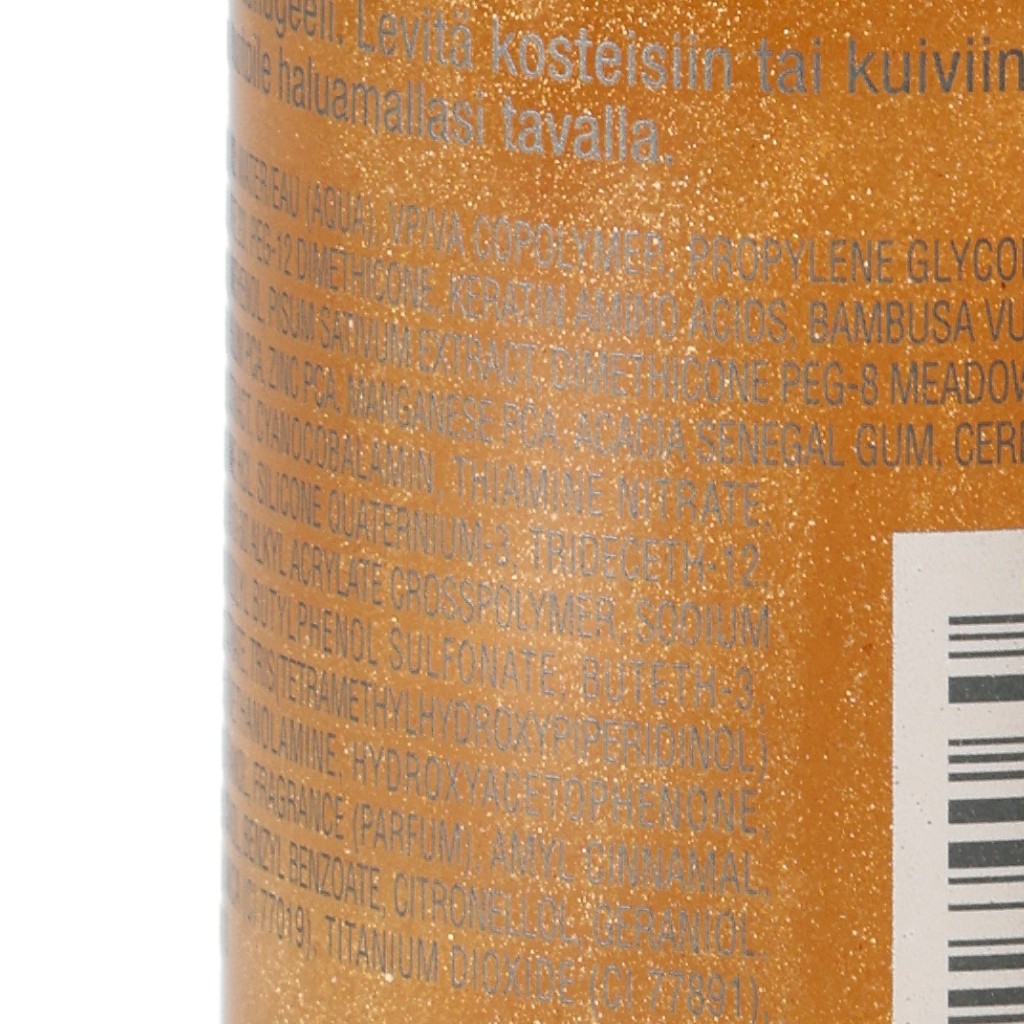 Levitä kosteisiin tai kuiviin
haluamallasi tavalla.
EAU (AQUA), VP/VA COPOLYMER, PROPYLENE GLYCO
PEG-12 DIMETHICONE, KERATIN AMINO ACIDS, BAMBUSA VU
PISUM SATIVUM EXTRACT, DIMETHICONE PEG-8 MEADOW
PCA, ZINC PCA, MANGANESE PCA, ACACIA SENEGAL GUM, CERE
CYANOCOBALAMIN, THIAMINE NITRATE,
SILICONE QUATERNIUM-3, TRIDECETH-12,
ALKYL ACRYLATE CROSSPOLYMER, SODIUM
BUTYLPHENOL SULFONATE, BUTETH-3,
TRIS(TETRAMETHYLHYDROXYPIPERIDINOL)
HYDROXYACETOPHENONE,
FRAGRANCE (PARFUM), AMYL CINNAMAL,
BENZYL BENZOATE, CITRONELLOL, GERANIOL,
77019), TITANIUM DIOXIDE (CI 77891),